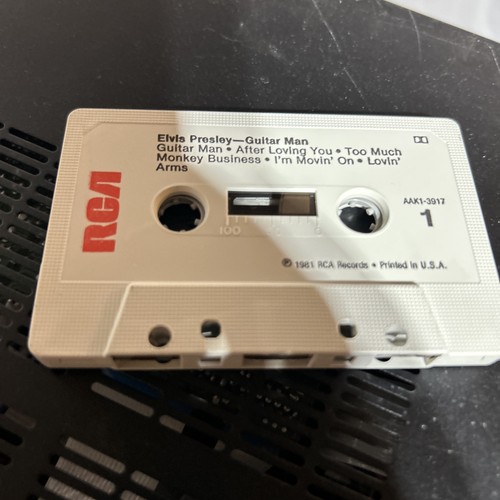 Elvis Presley—Guitar Man
Guitar Man • After Loving You • Too Much
Monkey Business • I'm Movin' On • Lovin'
Arms
RCA
AAK1-3917
1
100
℗ 1981 RCA Records • Printed in U.S.A.